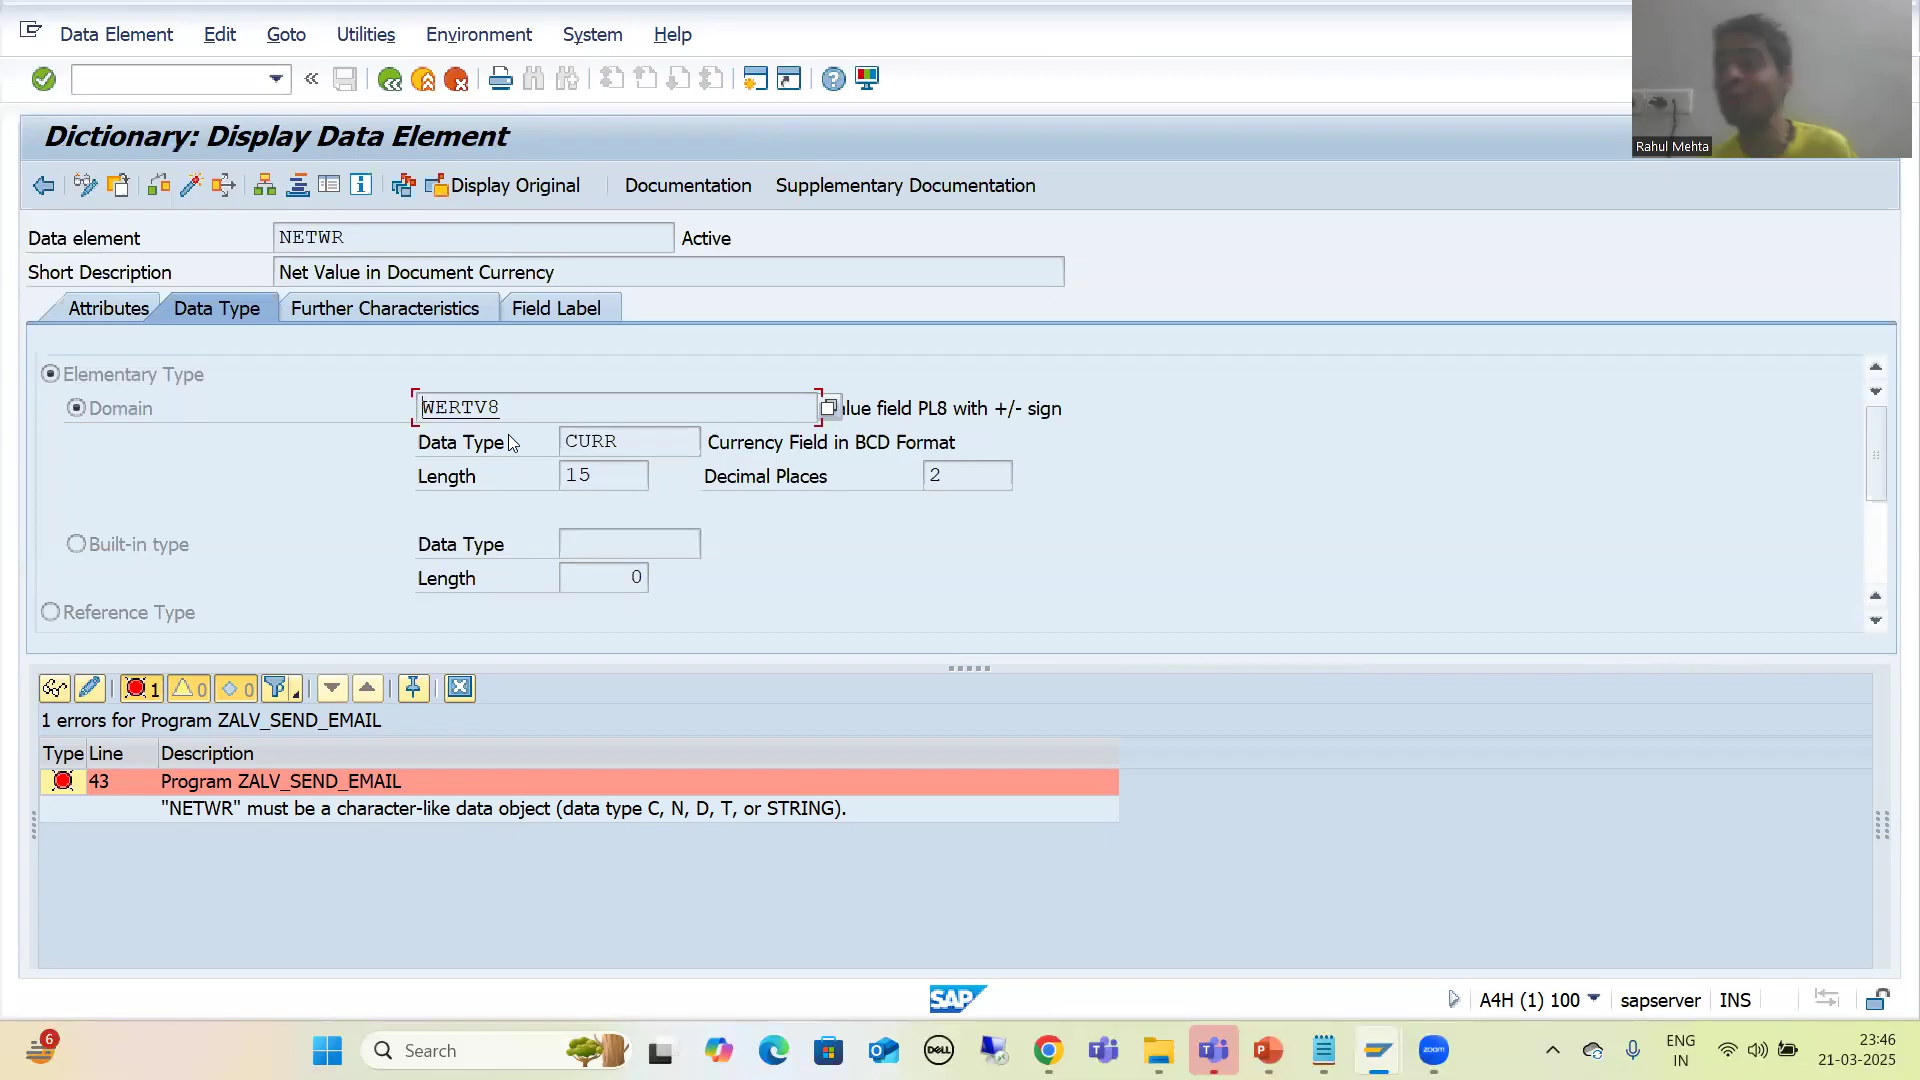 Data Element Edit Goto Utilities Environment System Help
Rahul Mehta
Dictionary: Display Data Element
Display Original Documentation Supplementary Documentation
Data element NETWR Active
Short Description Net Value in Document Currency
Attributes Data Type Further Characteristics Field Label
Elementary Type
Domain WERTV8 lue field PL8 with +/- sign
Data Type CURR Currency Field in BCD Format
Length 15 Decimal Places 2
Built-in type Data Type
Length 0
Reference Type
1 0 0
1 errors for Program ZALV_SEND_EMAIL
Type Line Description
43 Program ZALV_SEND_EMAIL
"NETWR" must be a character-like data object (data type C, N, D, T, or STRING).
SAP A4H (1) 100 sapserver INS
6 Search DELL zoom ENG IN 23:46
21-03-2025